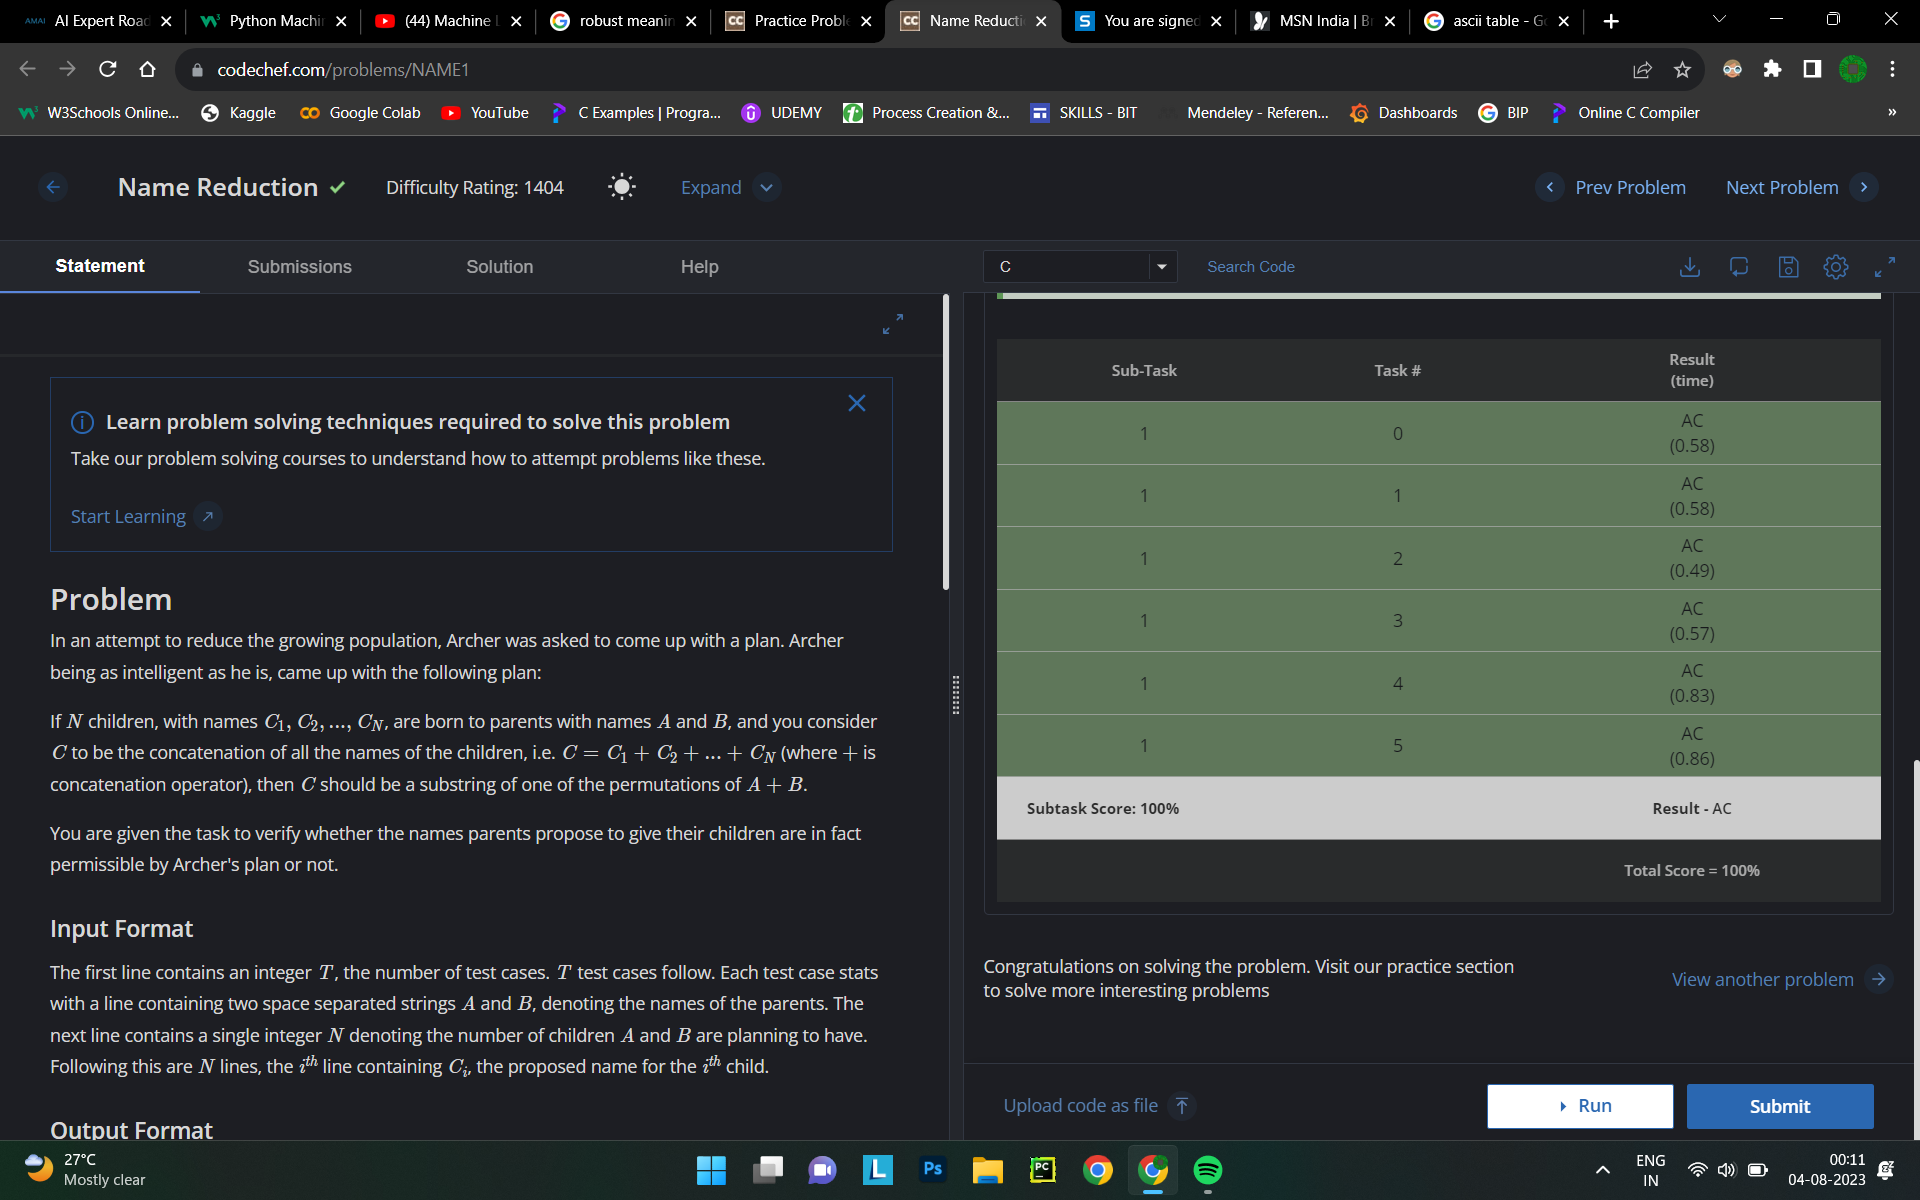 AMAI AI Expert Road
Python Machin
(44) Machine L
robust meanin
CC Practice Proble
CC Name Reducti
S You are signed
MSN India | B
ascii table - G
codechef.com/problems/NAME1
W3Schools Online...
Kaggle
Google Colab
YouTube
C Examples | Progra...
UDEMY
Process Creation &...
SKILLS - BIT
Mendeley - Referen...
Dashboards
BIP
Online C Compiler
»
Name Reduction
Difficulty Rating: 1404
Expand
Prev Problem
Next Problem
Statement
Submissions
Solution
Help
C
Search Code
Learn problem solving techniques required to solve this problem
Take our problem solving courses to understand how to attempt problems like these.
Start Learning
Problem
In an attempt to reduce the growing population, Archer was asked to come up with a plan. Archer
being as intelligent as he is, came up with the following plan:
If N children, with names C₁, C₂, ..., C_N, are born to parents with names A and B, and you consider
C to be the concatenation of all the names of the children, i.e. C = C₁ + C₂ + ... + C_N (where + is
concatenation operator), then C should be a substring of one of the permutations of A + B.
You are given the task to verify whether the names parents propose to give their children are in fact
permissible by Archer's plan or not.
Input Format
The first line contains an integer T, the number of test cases. T test cases follow. Each test case stats
with a line containing two space separated strings A and B, denoting the names of the parents. The
next line contains a single integer N denoting the number of children A and B are planning to have.
Following this are N lines, the i^th line containing C_i, the proposed name for the i^th child.
Output Format
Sub-Task Task # Result
(time)
1 0 AC
(0.58)
1 1 AC
(0.58)
1 2 AC
(0.49)
1 3 AC
(0.57)
1 4 AC
(0.83)
1 5 AC
(0.86)
Subtask Score: 100% Result - AC
Total Score = 100%
Congratulations on solving the problem. Visit our practice section
to solve more interesting problems
View another problem
Upload code as file
Run
Submit
27°C
Mostly clear
L
Ps
PC
ENG
IN
00:11
04-08-2023